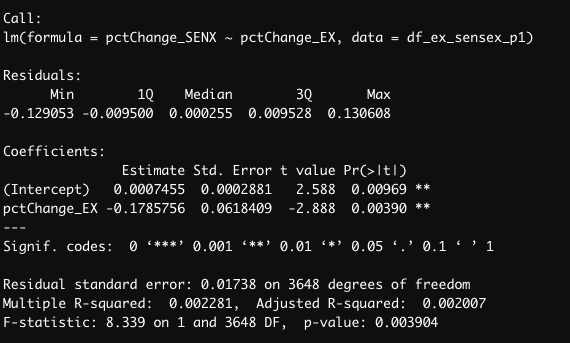 Call:
lm(formula = pctChange_SENX ~ pctChange_EX, data = df_ex_sensex_p1)
Residuals:
Min 1Q Median 3Q Max
-0.129053 -0.009500 0.000255 0.009528 0.130608
Coefficients:
Estimate Std. Error t value Pr(>|t|)
(Intercept) 0.0007455 0.0002881 2.588 0.00969 **
pctChange_EX -0.1785756 0.0618409 -2.888 0.00390 **
---
Signif. codes: 0 ‘***’ 0.001 ‘**’ 0.01 ‘*’ 0.05 ‘.’ 0.1 ‘ ’ 1
Residual standard error: 0.01738 on 3648 degrees of freedom
Multiple R-squared: 0.002281, Adjusted R-squared: 0.002007
F-statistic: 8.339 on 1 and 3648 DF, p-value: 0.003904